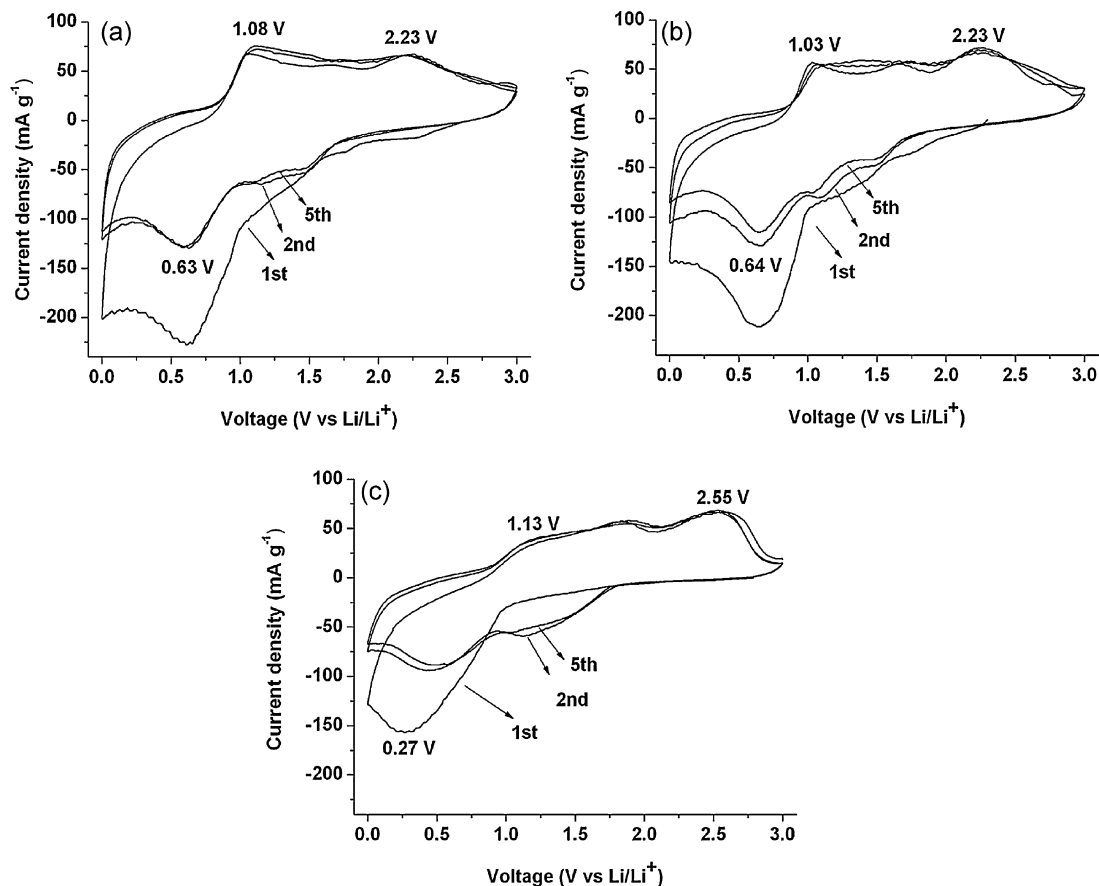 (a)
1.08 V
2.23 V
0.63 V
5th
2nd
1st
100
50
0
-50
-100
-150
-200
0.0 0.5 1.0 1.5 2.0 2.5 3.0
Current density (mA g⁻¹)
Voltage (V vs Li/Li⁺)
(b)
1.03 V
2.23 V
0.64 V
5th
2nd
1st
100
50
0
-50
-100
-150
-200
0.0 0.5 1.0 1.5 2.0 2.5 3.0
Current density (mA g⁻¹)
Voltage (V vs Li/Li⁺)
(c)
1.13 V
2.55 V
0.27 V
5th
2nd
1st
100
50
0
-50
-100
-150
-200
0.0 0.5 1.0 1.5 2.0 2.5 3.0
Current density (mA g⁻¹)
Voltage (V vs Li/Li⁺)